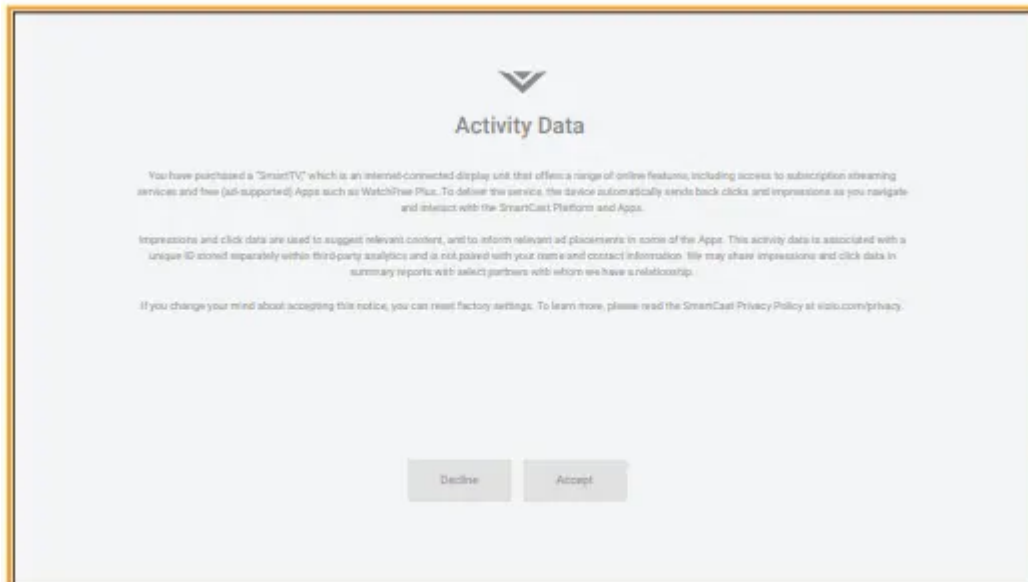 Activity Data
You have purchased a "SmartTV," which is an internet-connected display unit that offers a range of online features, including access to subscription streaming
services and free (ad-supported) Apps such as WatchFree Plus. To deliver the service, the device automatically sends back clicks and impressions as you navigate
and interact with the SmartCast Platform and Apps.
Impressions and click data are used to suggest relevant content, and to inform relevant ad placements in some of the Apps. This activity data is associated with a
unique ID stored separately within third-party analytics and is not paired with your name and contact information. We may share impressions and click data in
summary reports with select partners with whom we have a relationship.
If you change your mind about accepting this notice, you can reset factory settings. To learn more, please read the SmartCast Privacy Policy at vizio.com/privacy.
Decline
Accept